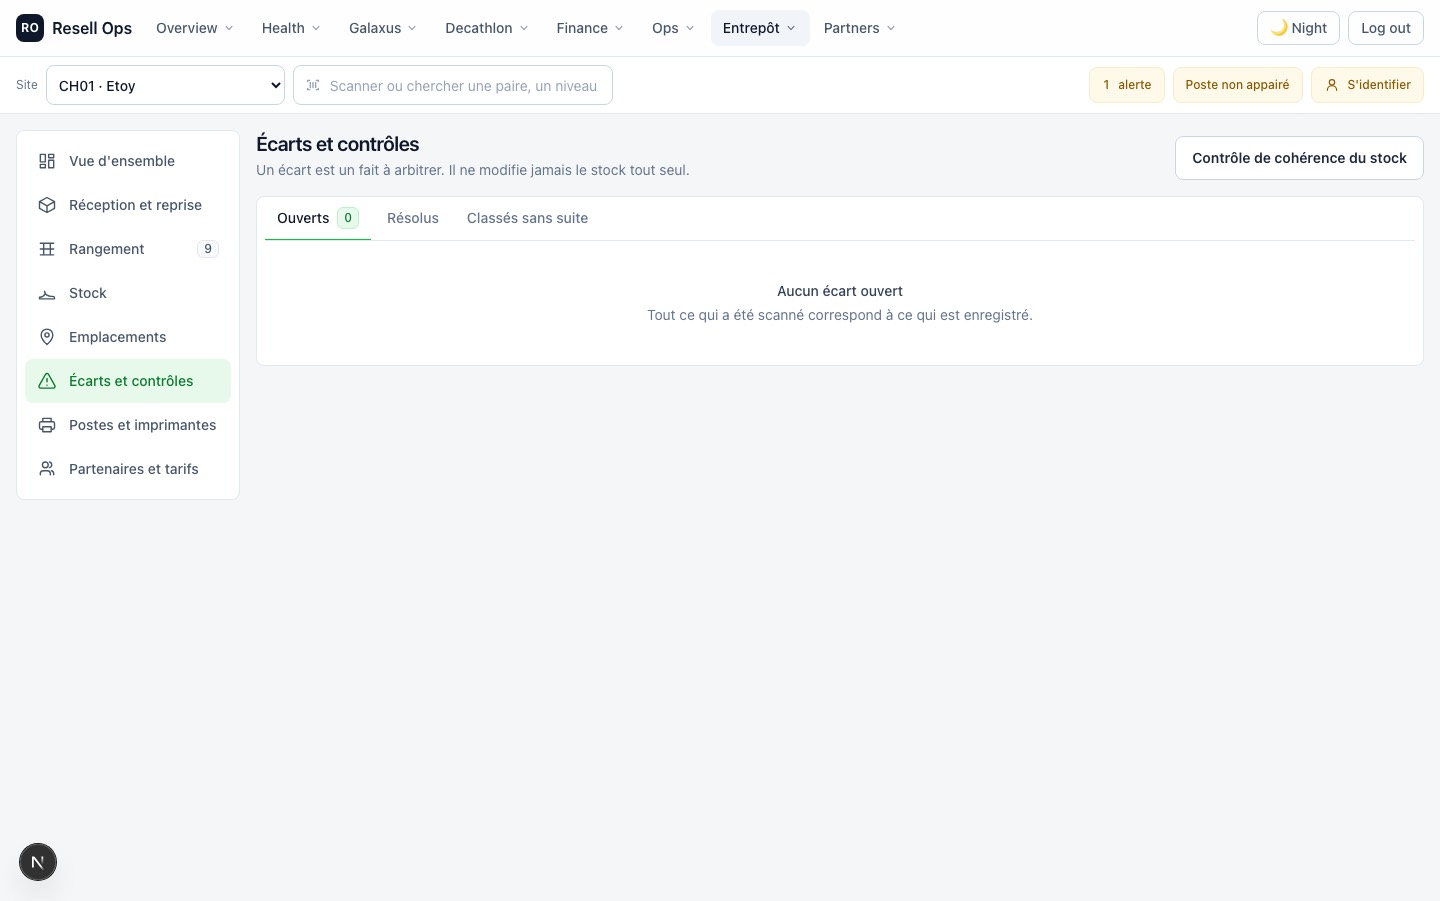 RO Resell Ops Overview Health Galaxus Decathlon Finance Ops Entrepôt Partners 🌙 Night Log out
Site CH01 · Etoy Scanner ou chercher une paire, un niveau 1 alerte Poste non appairé S'identifier
Vue d'ensemble
Réception et reprise
Rangement 9
Stock
Emplacements
Écarts et contrôles
Postes et imprimantes
Partenaires et tarifs
Écarts et contrôles
Un écart est un fait à arbitrer. Il ne modifie jamais le stock tout seul.
Contrôle de cohérence du stock
Ouverts 0 Résolus Classés sans suite
Aucun écart ouvert
Tout ce qui a été scanné correspond à ce qui est enregistré.
N